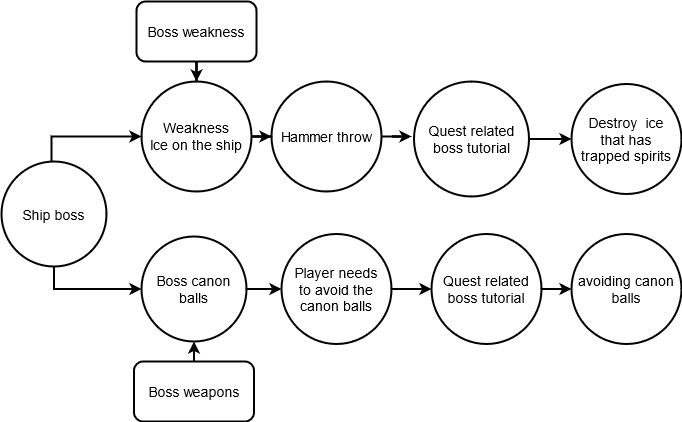 Boss weakness
Weakness
Ice on the ship
Hammer throw
Quest related
boss tutorial
Destroy ice
that has
trapped spirits
Ship boss
Boss canon
balls
Player needs
to avoid the
canon balls
Quest related
boss tutorial
avoiding canon
balls
Boss weapons